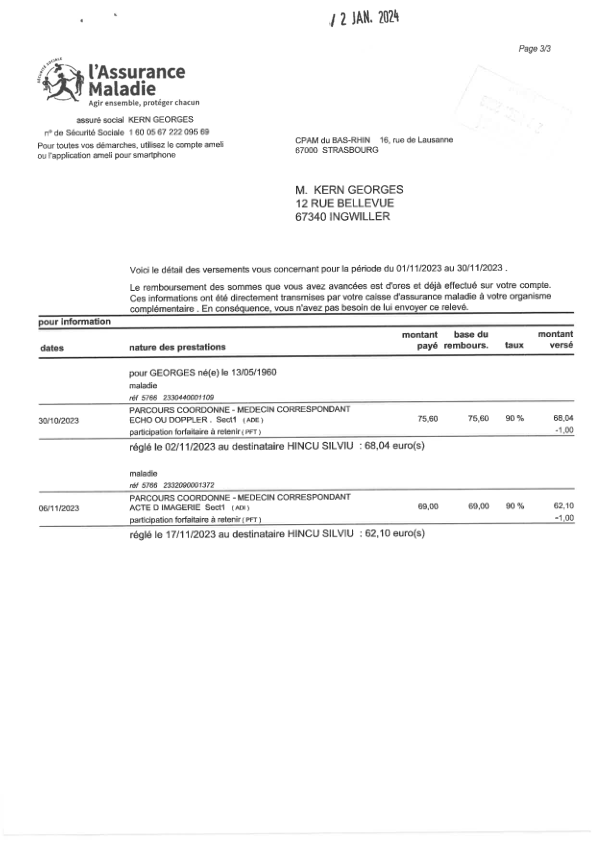 / 2 JAN. 2024
Page 3/3
SÉCURITÉ SOCIALE
l'Assurance
Maladie
Agir ensemble, protéger chacun
assuré social KERN GEORGES
n° de Sécurité Sociale 1 60 05 67 222 095 69
Pour toutes vos démarches, utilisez le compte ameli
ou l'application ameli pour smartphone
CPAM du BAS-RHIN 16, rue de Lausanne
67000 STRASBOURG
M. KERN GEORGES
12 RUE BELLEVUE
67340 INGWILLER
Voici le détail des versements vous concernant pour la période du 01/11/2023 au 30/11/2023 .
Le remboursement des sommes que vous avez avancées est d'ores et déjà effectué sur votre compte.
Ces informations ont été directement transmises par votre caisse d'assurance maladie à votre organisme
complémentaire . En conséquence, vous n'avez pas besoin de lui envoyer ce relevé.
pour information
dates nature des prestations montant payé base du rembours. taux montant versé
pour GEORGES né(e) le 13/05/1960
maladie
réf 5766 2330440001109
PARCOURS COORDONNE - MEDECIN CORRESPONDANT
30/10/2023 ECHO OU DOPPLER . Sect1 ( ADE ) 75,60 75,60 90 % 68,04
participation forfaitaire à retenir ( PFT ) -1,00
réglé le 02/11/2023 au destinataire HINCU SILVIU : 68,04 euro(s)
maladie
réf 5766 2332090001372
PARCOURS COORDONNE - MEDECIN CORRESPONDANT
06/11/2023 ACTE D IMAGERIE Sect1 ( ADI ) 69,00 69,00 90 % 62,10
participation forfaitaire à retenir ( PFT ) -1,00
réglé le 17/11/2023 au destinataire HINCU SILVIU : 62,10 euro(s)